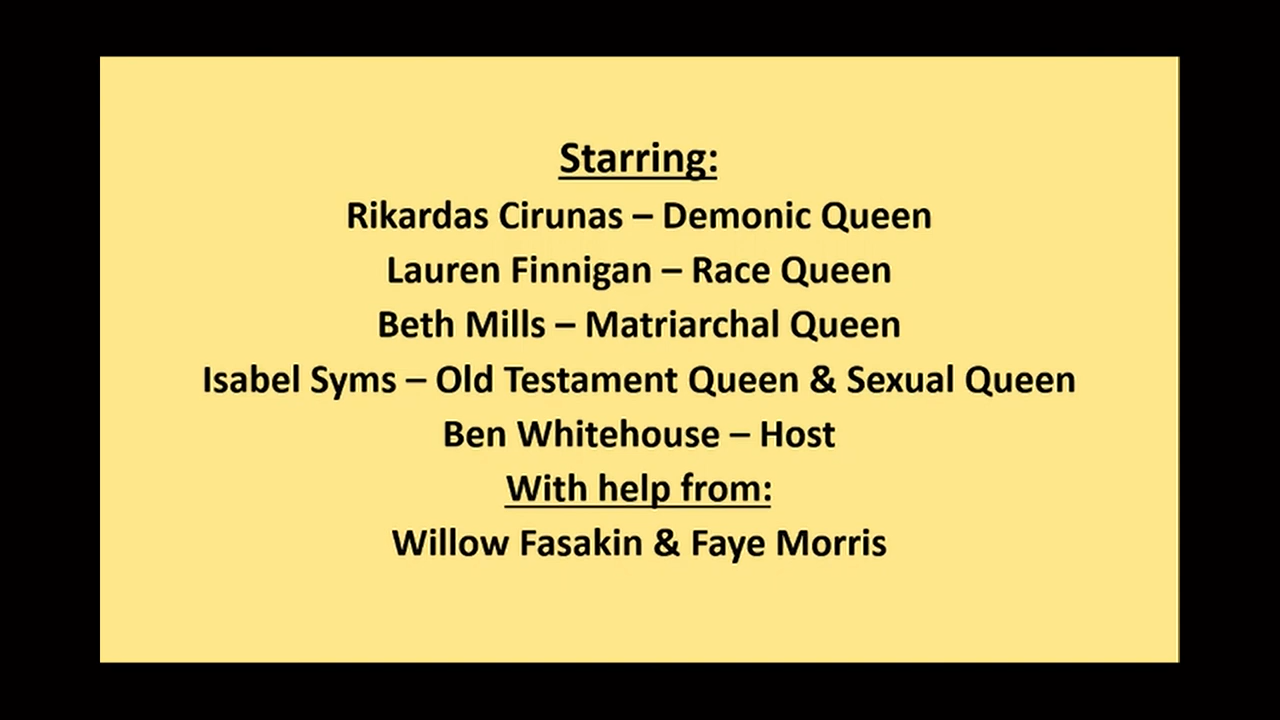 Starring:
Rikardas Cirunas – Demonic Queen
Lauren Finnigan – Race Queen
Beth Mills – Matriarchal Queen
Isabel Syms – Old Testament Queen & Sexual Queen
Ben Whitehouse – Host
With help from:
Willow Fasakin & Faye Morris